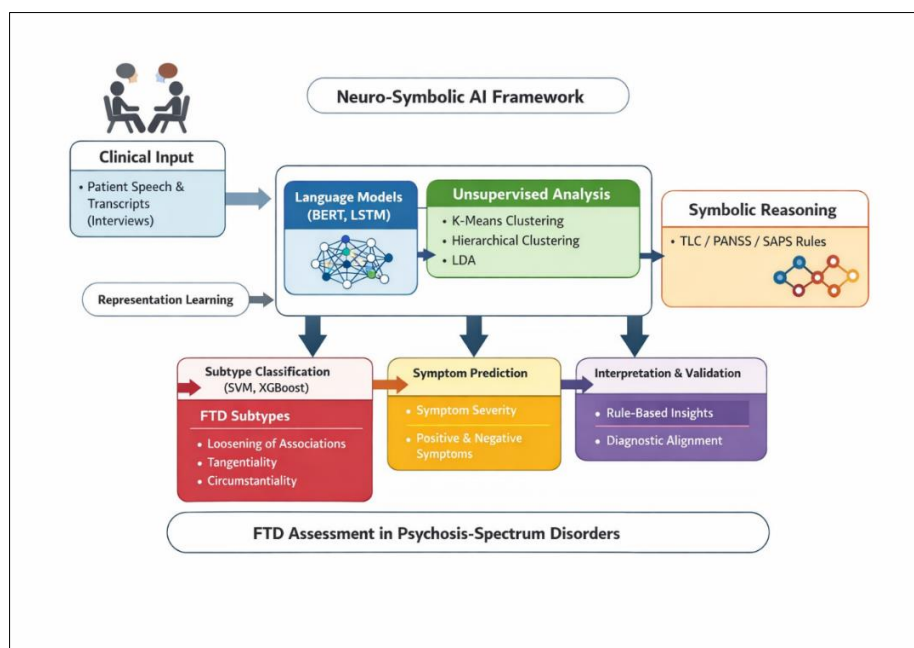 Neuro-Symbolic AI Framework
Clinical Input
• Patient Speech &
Transcripts
(Interviews)
Language Models
(BERT, LSTM)
Unsupervised Analysis
• K-Means Clustering
• Hierarchical Clustering
• LDA
Symbolic Reasoning
• TLC / PANSS / SAPS Rules
Representation Learning
Subtype Classification
(SVM, XGBoost)
FTD Subtypes
• Loosening of Associations
• Tangentiality
• Circumstantiality
Symptom Prediction
• Symptom Severity
• Positive & Negative
Symptoms
Interpretation & Validation
• Rule-Based Insights
• Diagnostic Alignment
FTD Assessment in Psychosis-Spectrum Disorders